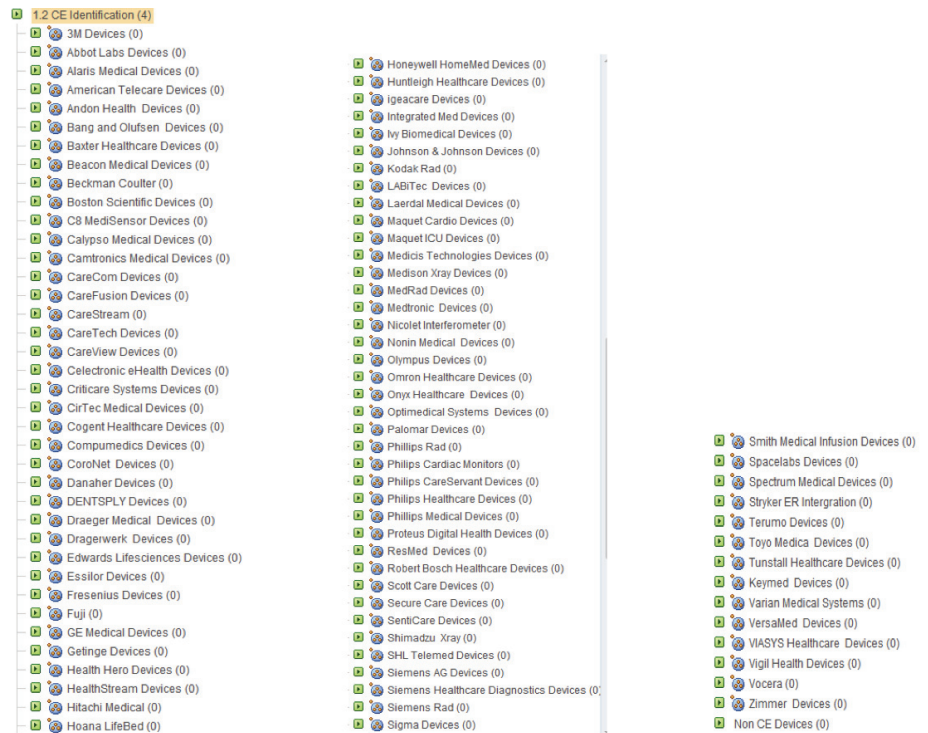 1.2 CE Identification (4)
3M Devices (0)
Abbot Labs Devices (0)
Alaris Medical Devices (0)
American Telecare Devices (0)
Andon Health Devices (0)
Bang and Olufsen Devices (0)
Baxter Healthcare Devices (0)
Beacon Medical Devices (0)
Beckman Coulter (0)
Boston Scientific Devices (0)
C8 MediSensor Devices (0)
Calypso Medical Devices (0)
Camtronics Medical Devices (0)
CareCom Devices (0)
CareFusion Devices (0)
CareStream (0)
CareTech Devices (0)
CareView Devices (0)
Celectronic eHealth Devices (0)
Criticare Systems Devices (0)
CirTec Medical Devices (0)
Cogent Healthcare Devices (0)
Compumedics Devices (0)
CoroNet Devices (0)
Danaher Devices (0)
DENTSPLY Devices (0)
Draeger Medical Devices (0)
Dragerwerk Devices (0)
Edwards Lifesciences Devices (0)
Essilor Devices (0)
Fresenius Devices (0)
Fuji (0)
GE Medical Devices (0)
Getinge Devices (0)
Health Hero Devices (0)
HealthStream Devices (0)
Hitachi Medical (0)
Hoana LifeBed (0)
Honeywell HomeMed Devices (0)
Huntleigh Healthcare Devices (0)
igeacare Devices (0)
Integrated Med Devices (0)
Ivy Biomedical Devices (0)
Johnson & Johnson Devices (0)
Kodak Rad (0)
LABiTec Devices (0)
Laerdal Medical Devices (0)
Maquet Cardio Devices (0)
Maquet ICU Devices (0)
Medicis Technologies Devices (0)
Medison Xray Devices (0)
MedRad Devices (0)
Medtronic Devices (0)
Nicolet Interferometer (0)
Nonin Medical Devices (0)
Olympus Devices (0)
Omron Healthcare Devices (0)
Onyx Healthcare Devices (0)
Optimedical Systems Devices (0)
Palomar Devices (0)
Phillips Rad (0)
Philips Cardiac Monitors (0)
Philips CareServant Devices (0)
Philips Healthcare Devices (0)
Phillips Medical Devices (0)
Proteus Digital Health Devices (0)
ResMed Devices (0)
Robert Bosch Healthcare Devices (0)
Scott Care Devices (0)
Secure Care Devices (0)
SentiCare Devices (0)
Shimadzu Xray (0)
SHL Telemed Devices (0)
Siemens AG Devices (0)
Siemens Healthcare Diagnostics Devices (0)
Siemens Rad (0)
Sigma Devices (0)
Smith Medical Infusion Devices (0)
Spacelabs Devices (0)
Spectrum Medical Devices (0)
Stryker ER Intergration (0)
Terumo Devices (0)
Toyo Medica Devices (0)
Tunstall Healthcare Devices (0)
Keymed Devices (0)
Varian Medical Systems (0)
VersaMed Devices (0)
VIASYS Healthcare Devices (0)
Vigil Health Devices (0)
Vocera (0)
Zimmer Devices (0)
Non CE Devices (0)